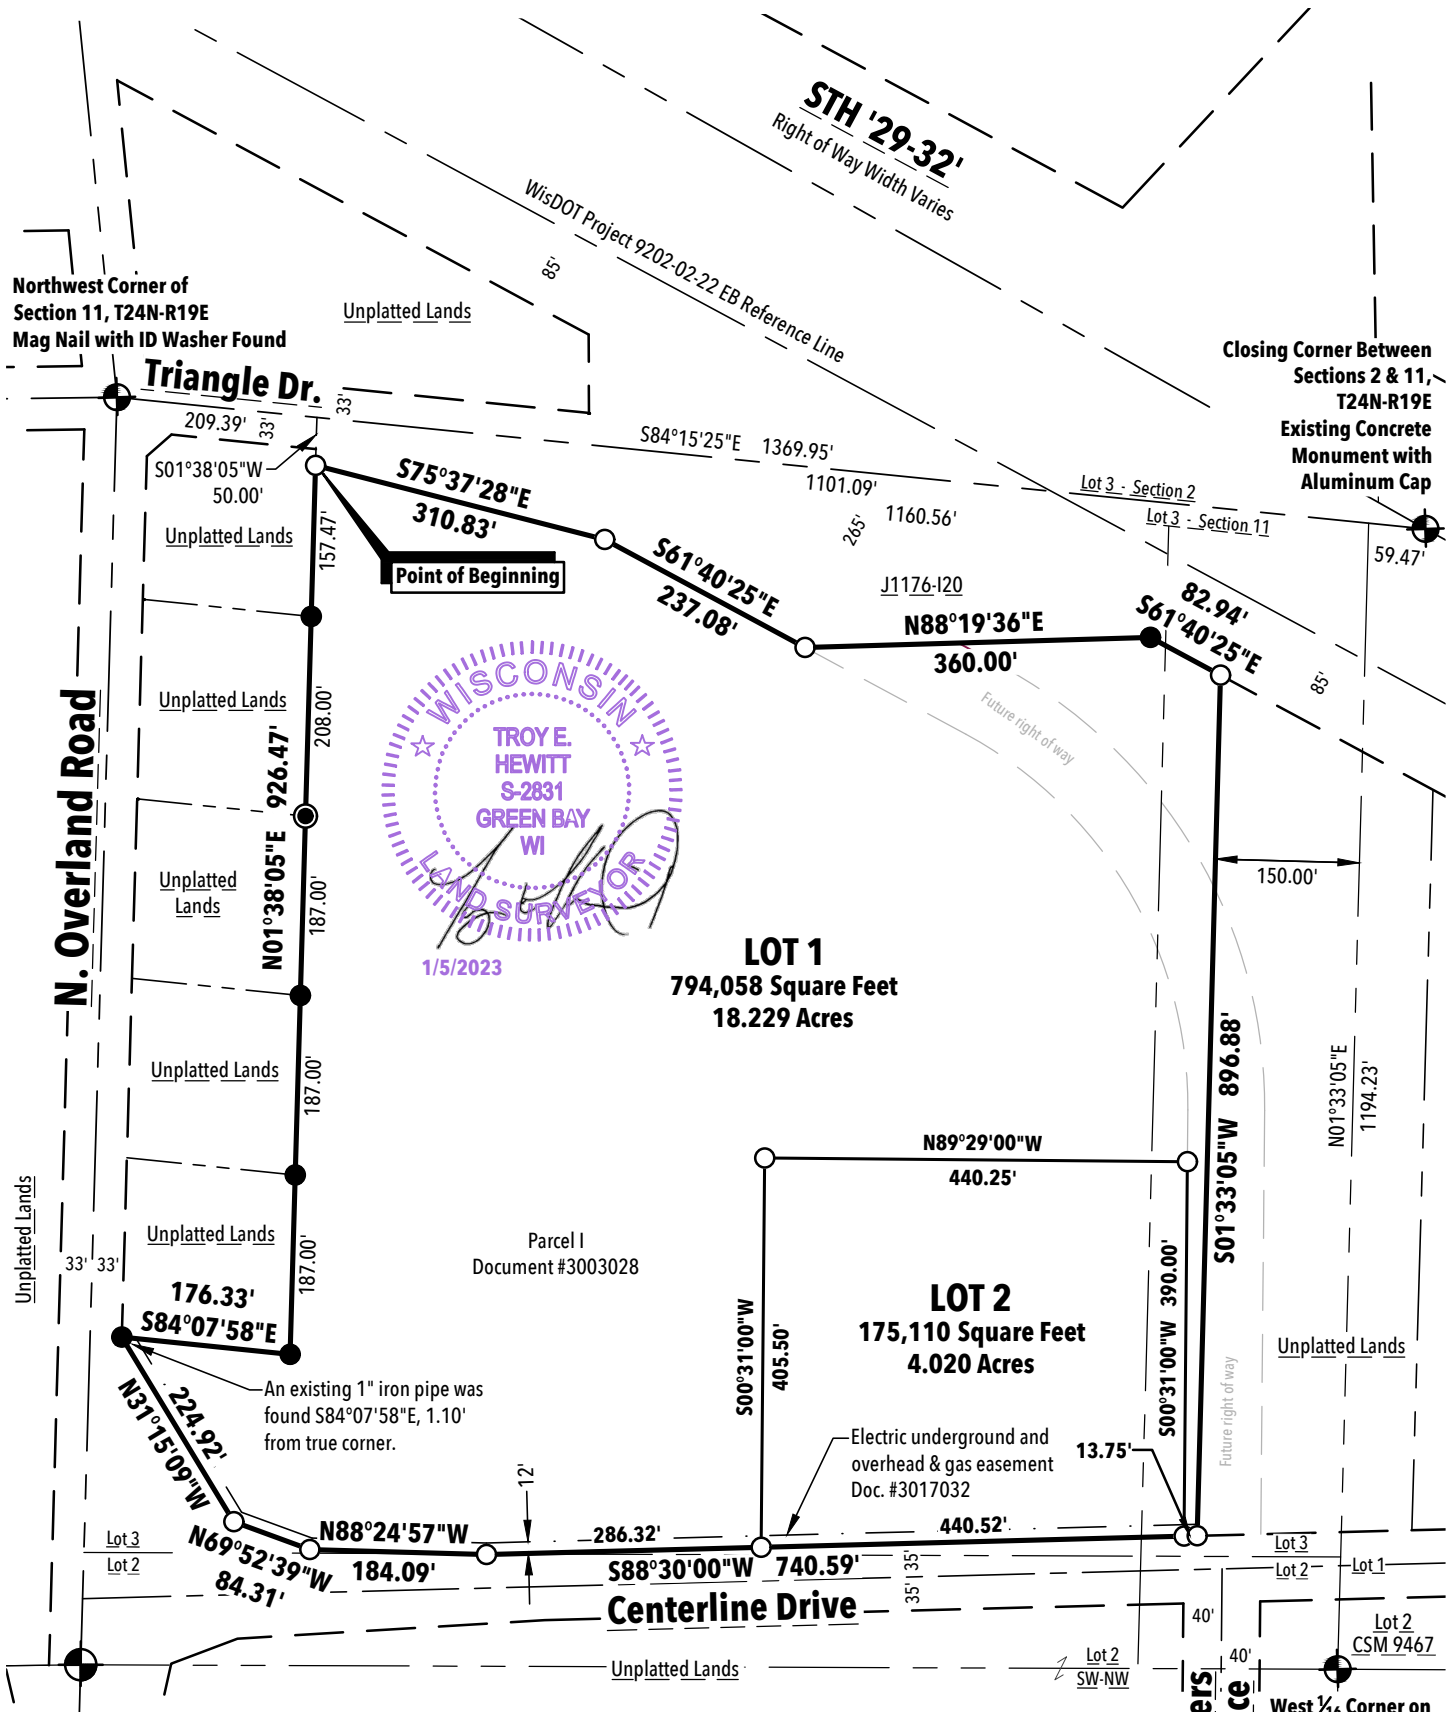 STH '29-32'
Right of Way Width Varies
WisDOT Project 9202-02-22 EB Reference Line
85'
Northwest Corner of
Section 11, T24N-R19E
Mag Nail with ID Washer Found
Unplatted Lands
Closing Corner Between
Sections 2 & 11,
T24N-R19E
Existing Concrete
Monument with
Aluminum Cap
Triangle Dr.
33'
209.39'
33'
S84°15'25"E 1369.95'
1101.09'
1160.56'
265'
Lot 3 - Section 2
Lot 3 - Section 11
59.47'
S01°38'05"W
50.00'
S75°37'28"E
310.83'
Unplatted Lands
157.47'
Point of Beginning
S61°40'25"E
237.08'
J1176-I20
N88°19'36"E
360.00'
82.94'
S61°40'25"E
85'
Future right of way
Unplatted Lands
208.00'
N. Overland Road
N01°38'05"E 926.47'
WISCONSIN
TROY E.
HEWITT
S-2831
GREEN BAY
WI
LAND SURVEYOR
1/5/2023
150.00'
Unplatted
Lands
187.00'
LOT 1
794,058 Square Feet
18.229 Acres
Unplatted Lands
187.00'
S01°33'05"W 896.88'
N01°33'05"E
1194.23'
N89°29'00"W
440.25'
Unplatted Lands
33' 33'
Unplatted Lands
187.00'
Parcel I
Document #3003028
176.33'
S84°07'58"E
LOT 2
175,110 Square Feet
4.020 Acres
S00°31'00"W
405.50'
S00°31'00"W 390.00'
Unplatted Lands
Future right of way
An existing 1" iron pipe was
found S84°07'58"E, 1.10'
from true corner.
224.92'
N31°15'09"W
Electric underground and
overhead & gas easement
Doc. #3017032
13.75'
12'
Lot 3
Lot 2
N69°52'39"W
84.31'
N88°24'57"W
184.09'
286.32'
440.52'
S88°30'00"W 740.59'
35' 35'
Centerline Drive
Lot 3
Lot 2
Lot 1
40'
40'
Lot 2
CSM 9467
Unplatted Lands
Lot 2
SW-NW
ers
ce
West 1/16 Corner on